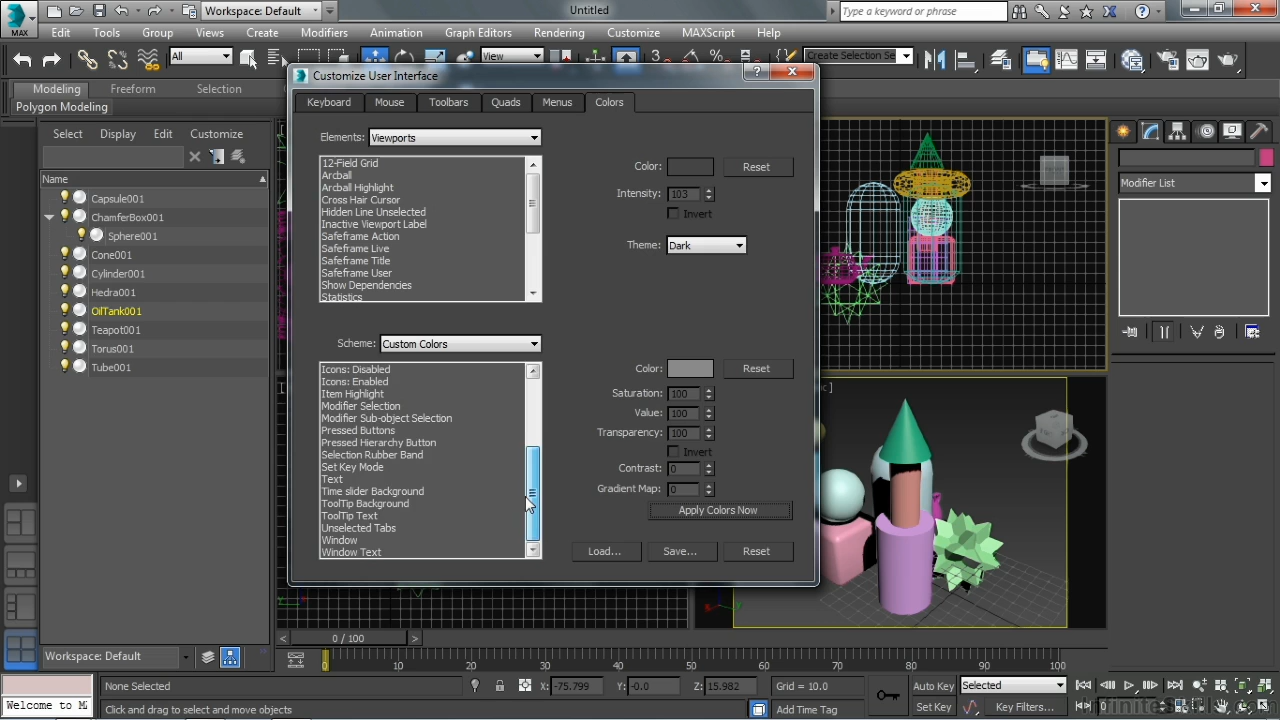 Workspace: Default
Untitled
Type a keyword or phrase
MAX
Edit Tools Group Views Create Modifiers Animation Graph Editors Rendering Customize MAXScript Help
All
View
Create Selection Se
Modeling Freeform Selection
Polygon Modeling
Customize User Interface
Keyboard Mouse Toolbars Quads Menus Colors
Select Display Edit Customize
Name
Capsule001
ChamferBox001
Sphere001
Cone001
Cylinder001
Hedra001
OilTank001
Teapot001
Torus001
Tube001
Elements: Viewports
12-Field Grid
Arcball
Arcball Highlight
Cross Hair Cursor
Hidden Line Unselected
Inactive Viewport Label
Safeframe Action
Safeframe Live
Safeframe Title
Safeframe User
Show Dependencies
Statistics
Color: Reset
Intensity: 103
Invert
Theme: Dark
Scheme: Custom Colors
Icons: Disabled
Icons: Enabled
Item Highlight
Modifier Selection
Modifier Sub-object Selection
Pressed Buttons
Pressed Hierarchy Button
Selection Rubber Band
Set Key Mode
Text
Time slider Background
ToolTip Background
ToolTip Text
Unselected Tabs
Window
Window Text
Color: Reset
Saturation: 100
Value: 100
Transparency: 100
Invert
Contrast: 0
Gradient Map: 0
Apply Colors Now
Load... Save... Reset
Modifier List
< 0 / 100 >
Workspace: Default
0 10 20 30 40 50 60 70 80 90 100
None Selected X: -75.799 Y: -0.0 Z: 15.982 Grid = 10.0 Auto Key Selected
Welcome to M Click and drag to select and move objects Add Time Tag Set Key Key Filters... 0